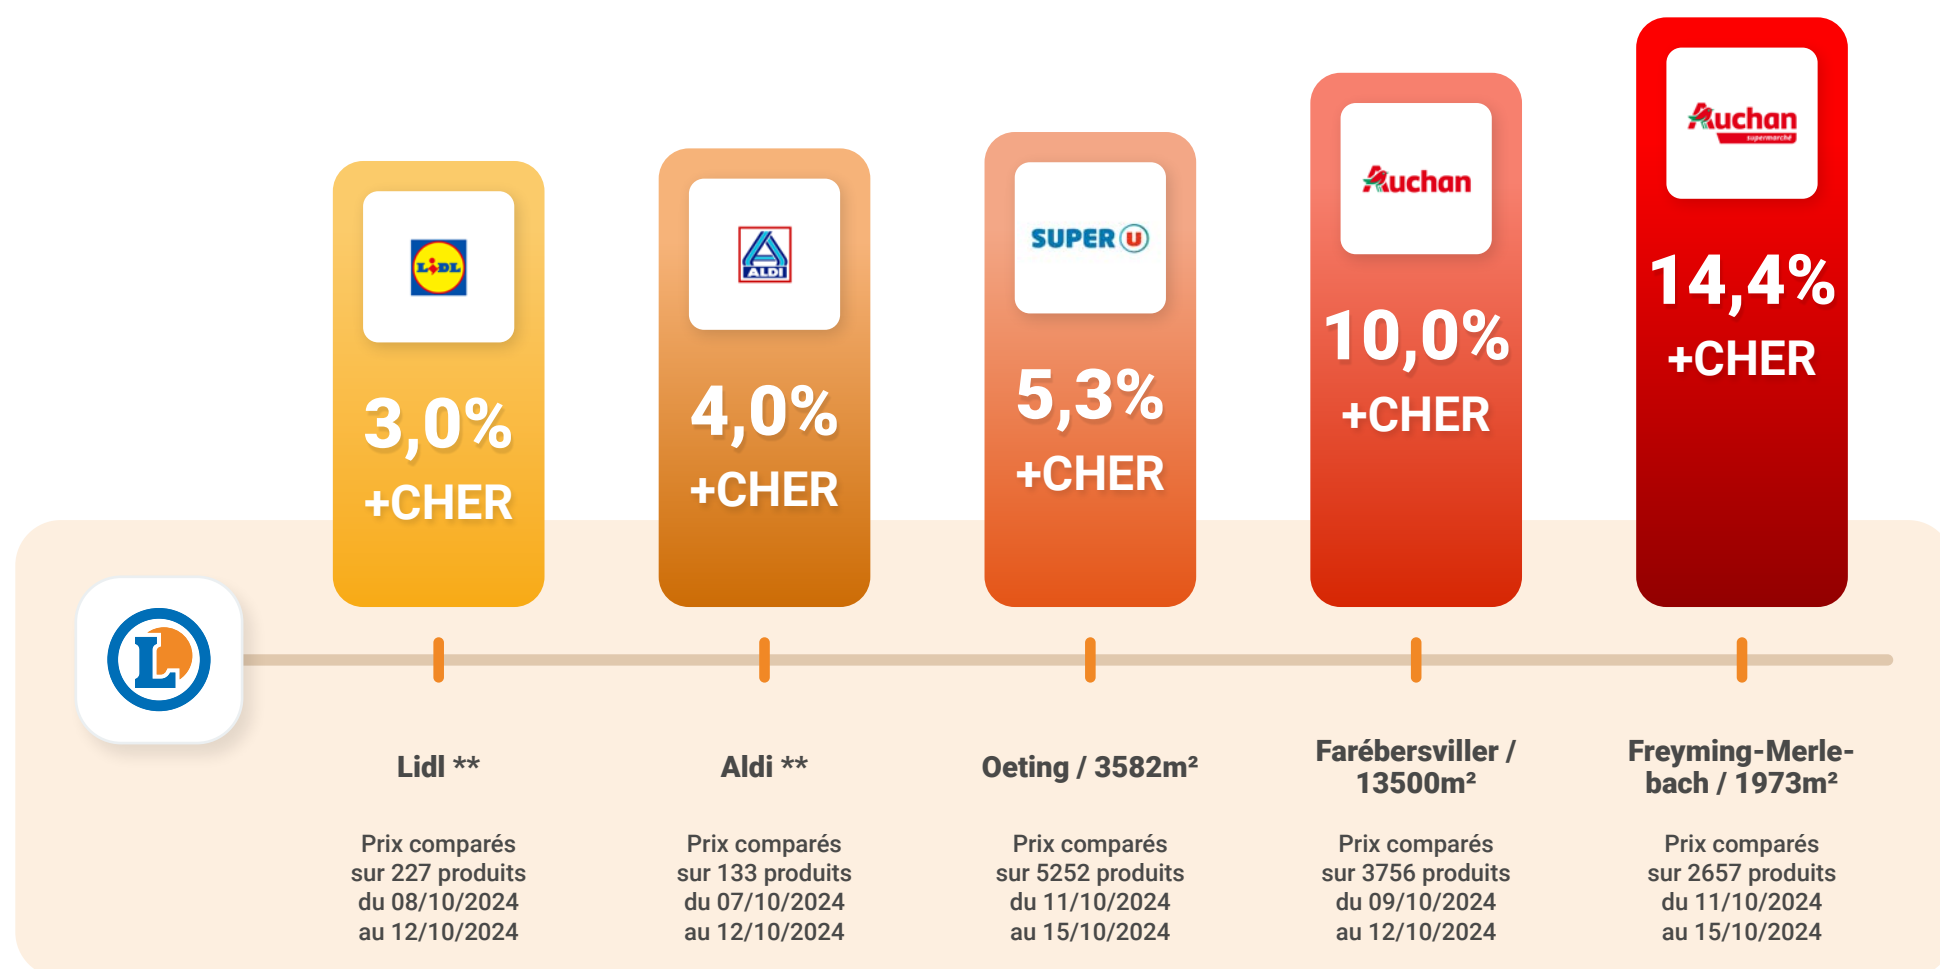 LiDL
3,0%
+CHER
ALDI
4,0%
+CHER
SUPER U
5,3%
+CHER
Auchan
10,0%
+CHER
Auchan
supermarché
14,4%
+CHER
L
Lidl **
Prix comparés
sur 227 produits
du 08/10/2024
au 12/10/2024
Aldi **
Prix comparés
sur 133 produits
du 07/10/2024
au 12/10/2024
Oeting / 3582m²
Prix comparés
sur 5252 produits
du 11/10/2024
au 15/10/2024
Farébersviller /
13500m²
Prix comparés
sur 3756 produits
du 09/10/2024
au 12/10/2024
Freyming-Merle-
bach / 1973m²
Prix comparés
sur 2657 produits
du 11/10/2024
au 15/10/2024